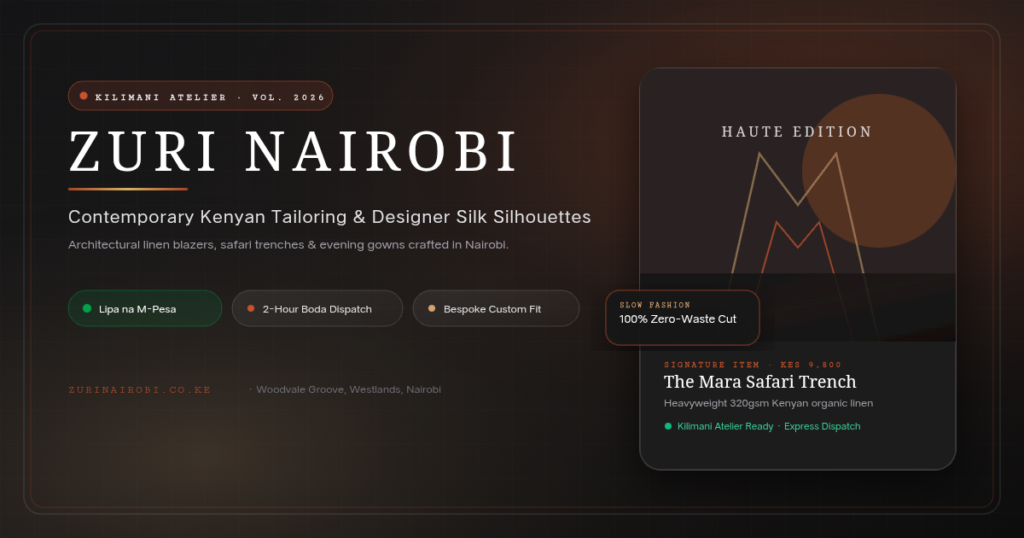 KILIMANI ATELIER · VOL. 2026
ZURI NAIROBI
Contemporary Kenyan Tailoring & Designer Silk Silhouettes
Architectural linen blazers, safari trenches & evening gowns crafted in Nairobi.
Lipa na M-Pesa
2-Hour Boda Dispatch
Bespoke Custom Fit
ZURINAIROBI.CO.KE
· Woodvale Groove, Westlands, Nairobi
HAUTE EDITION
SLOW FASHION
100% Zero-Waste Cut
SIGNATURE ITEM · KES 9,800
The Mara Safari Trench
Heavyweight 320gsm Kenyan organic linen
Kilimani Atelier Ready · Express Dispatch